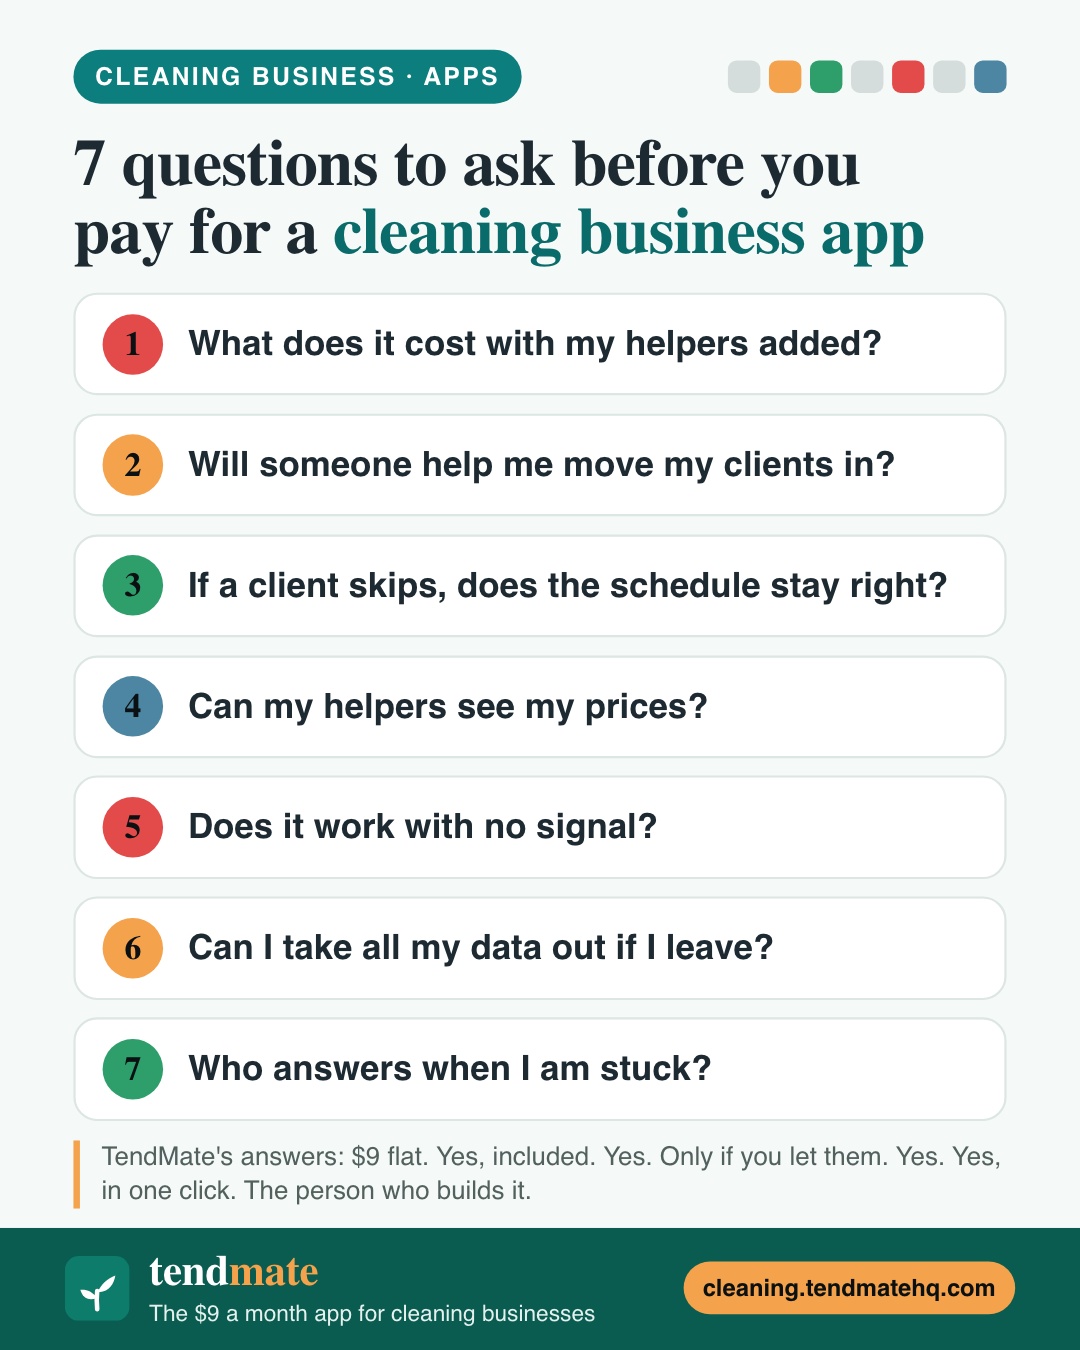 CLEANING BUSINESS · APPS
7 questions to ask before you
pay for a cleaning business app
1 What does it cost with my helpers added?
2 Will someone help me move my clients in?
3 If a client skips, does the schedule stay right?
4 Can my helpers see my prices?
5 Does it work with no signal?
6 Can I take all my data out if I leave?
7 Who answers when I am stuck?
TendMate's answers: $9 flat. Yes, included. Yes. Only if you let them. Yes. Yes,
in one click. The person who builds it.
tendmate
The $9 a month app for cleaning businesses
cleaning.tendmatehq.com